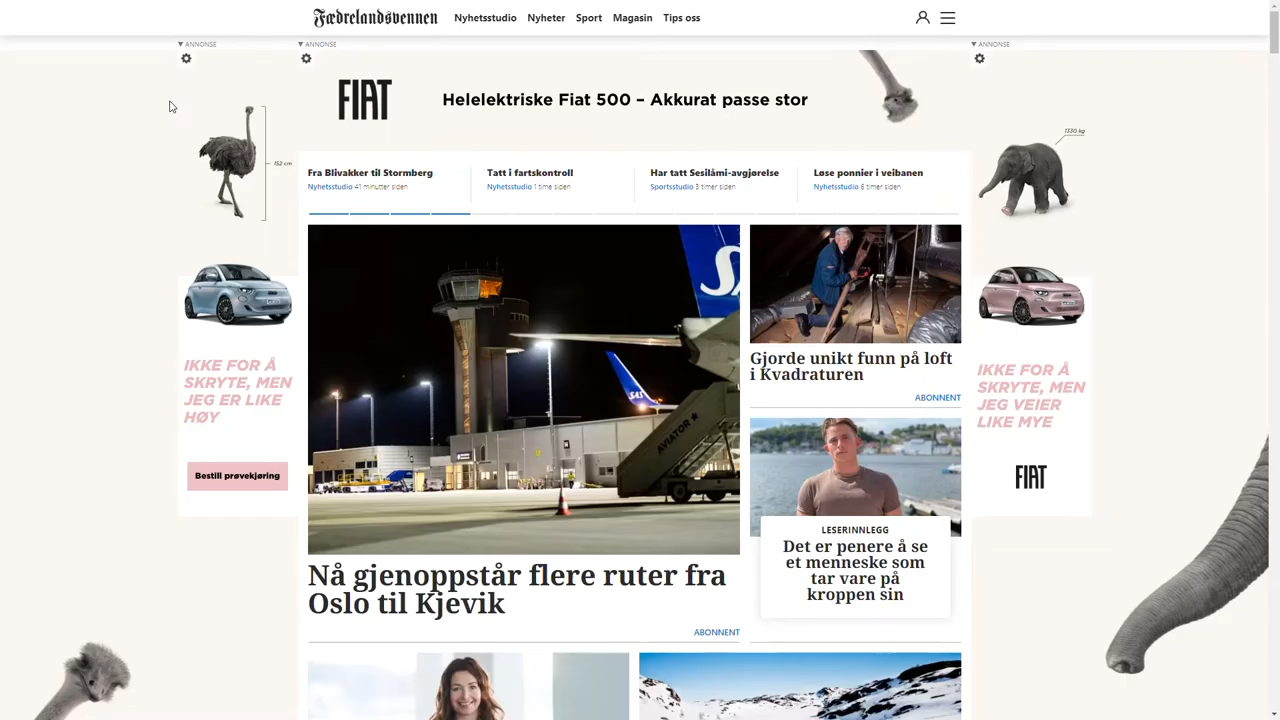 Fædrelandsvennen
Nyhetsstudio Nyheter Sport Magasin Tips oss
▼ ANNONSE
▼ ANNONSE
▼ ANNONSE
FIAT
Helelektriske Fiat 500 – Akkurat passe stor
152 cm
1330 kg
Fra Blivakker til Stormberg
Nyhetsstudio 41 minutter siden
Tatt i fartskontroll
Nyhetsstudio 1 time siden
Har tatt Sesilåmi-avgjørelse
Sportsstudio 3 timer siden
Løse ponnier i veibanen
Nyhetsstudio 6 timer siden
IKKE FOR Å
SKRYTE, MEN
JEG ER LIKE
HØY
Bestill prøvekjøring
SAS
SAS
AVIATOR
Nå gjenoppstår flere ruter fra
Oslo til Kjevik
ABONNENT
Gjorde unikt funn på loft
i Kvadraturen
ABONNENT
LESERINNLEGG
Det er penere å se
et menneske som
tar vare på
kroppen sin
IKKE FOR Å
SKRYTE, MEN
JEG VEIER
LIKE MYE
FIAT